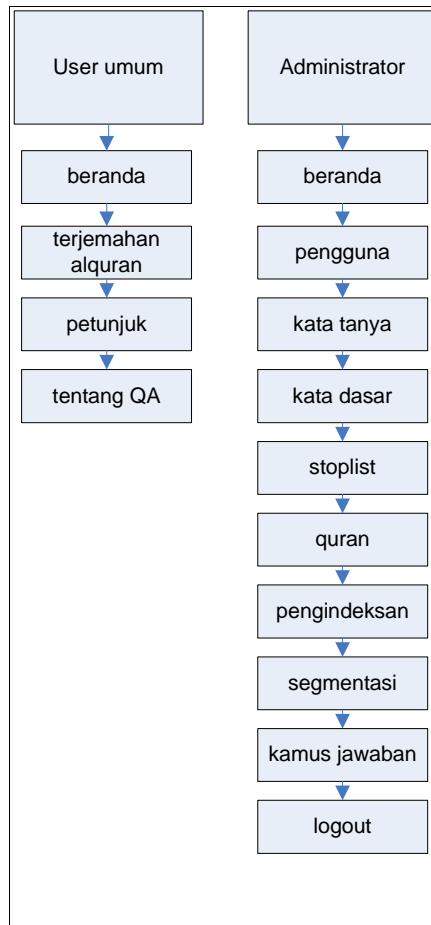 User umum
beranda
terjemahan
alquran
petunjuk
tentang QA
Administrator
beranda
pengguna
kata tanya
kata dasar
stoplist
quran
pengindeksan
segmentasi
kamus jawaban
logout